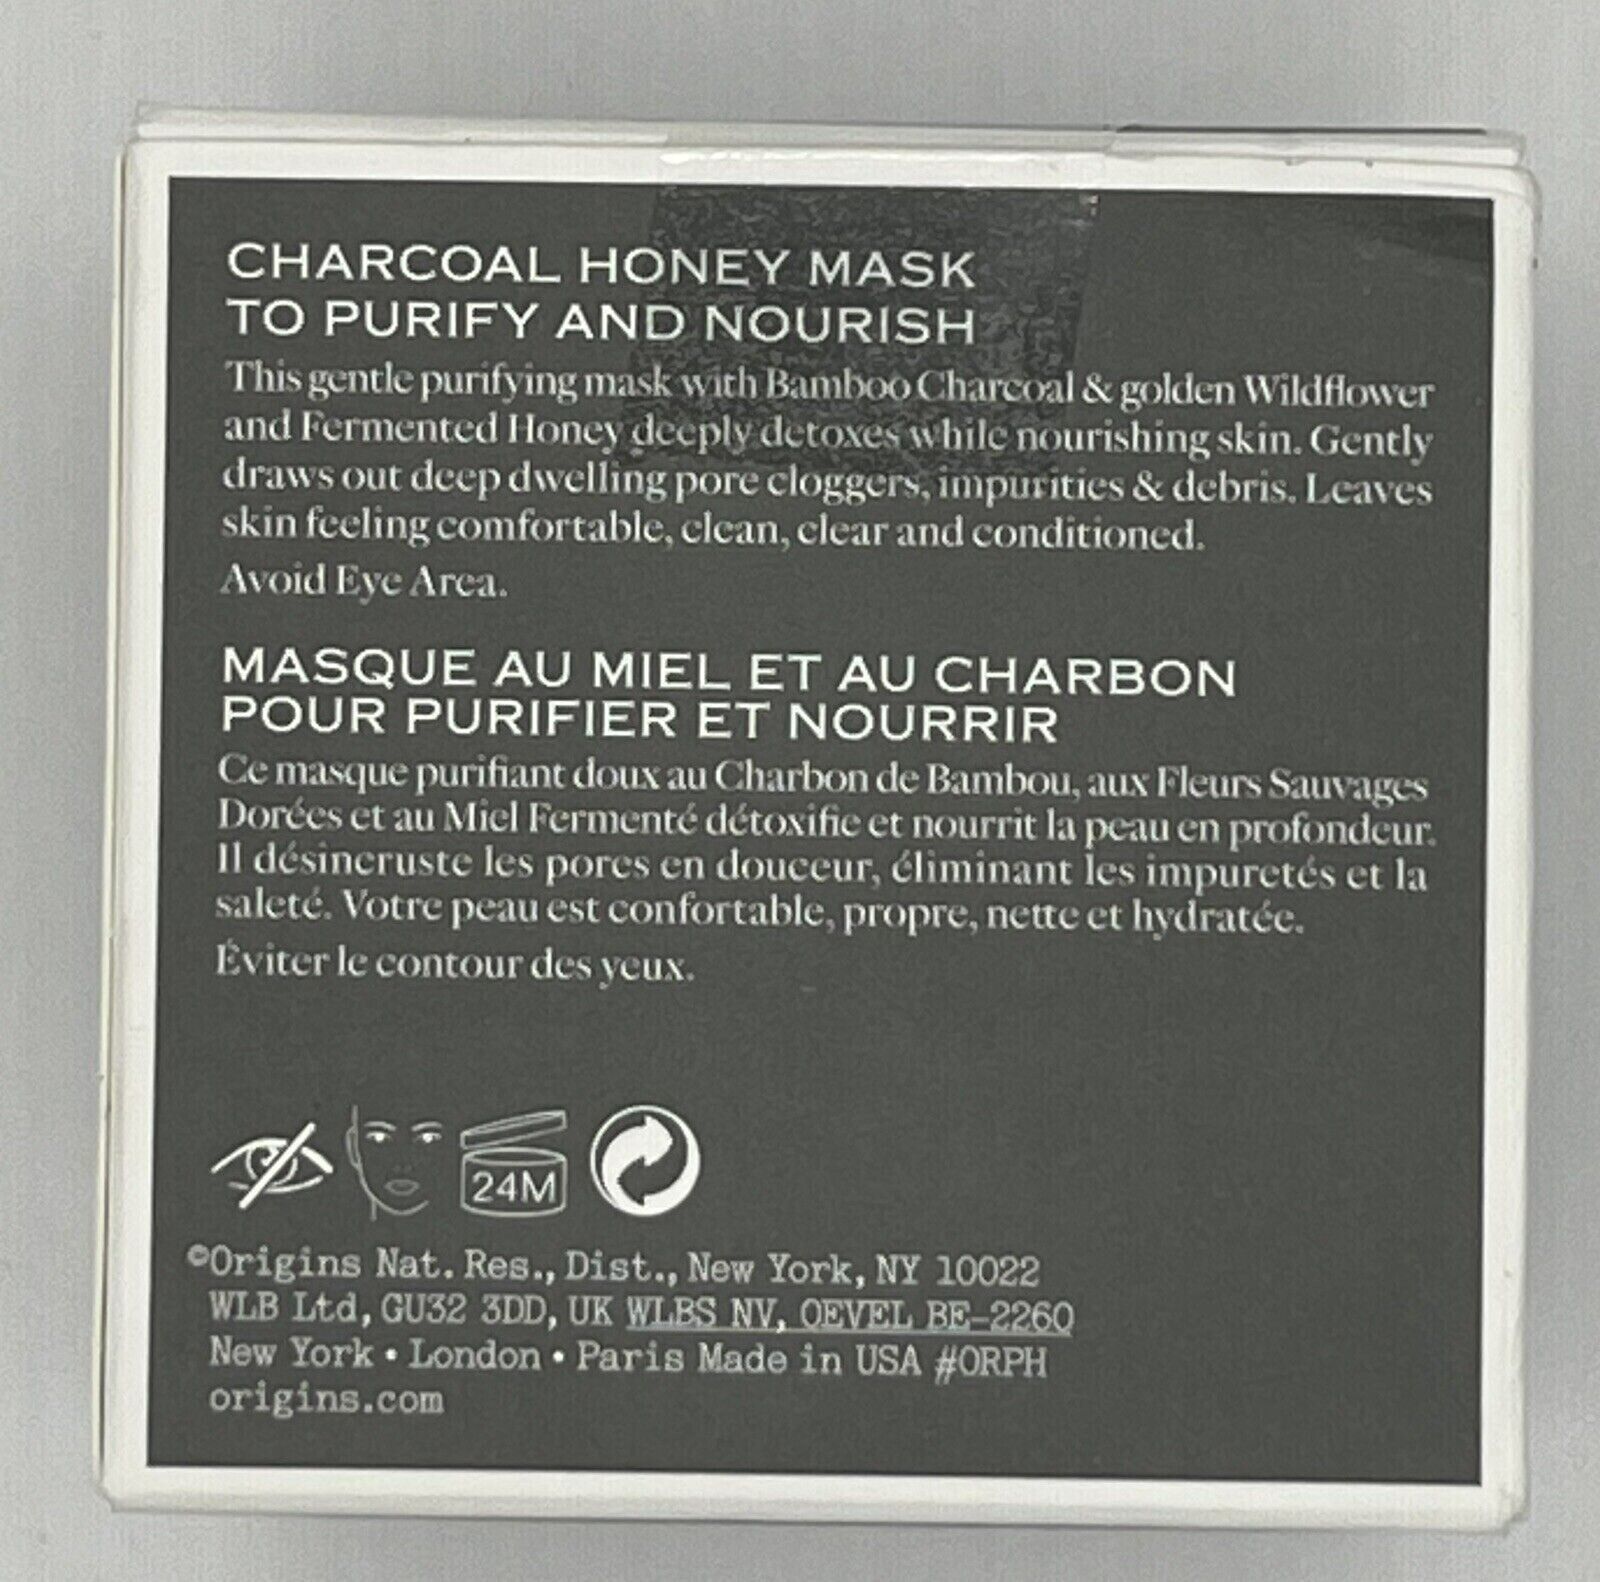 CHARCOAL HONEY MASK
TO PURIFY AND NOURISH
This gentle purifying mask with Bamboo Charcoal & golden Wildflower
and Fermented Honey deeply detoxes while nourishing skin. Gently
draws out deep dwelling pore cloggers, impurities & debris. Leaves
skin feeling comfortable, clean, clear and conditioned.
Avoid Eye Area.
MASQUE AU MIEL ET AU CHARBON
POUR PURIFIER ET NOURRIR
Ce masque purifiant doux au Charbon de Bambou, aux Fleurs Sauvages
Dorées et au Miel Fermenté détoxifie et nourrit la peau en profondeur.
Il désincruste les pores en douceur, éliminant les impuretés et la
saleté. Votre peau est confortable, propre, nette et hydratée.
Éviter le contour des yeux.
24M
©Origins Nat. Res., Dist., New York, NY 10022
WLB Ltd, GU32 3DD, UK WLBS NV, OEVEL BE-2260
New York • London • Paris Made in USA #ORPH
origins.com